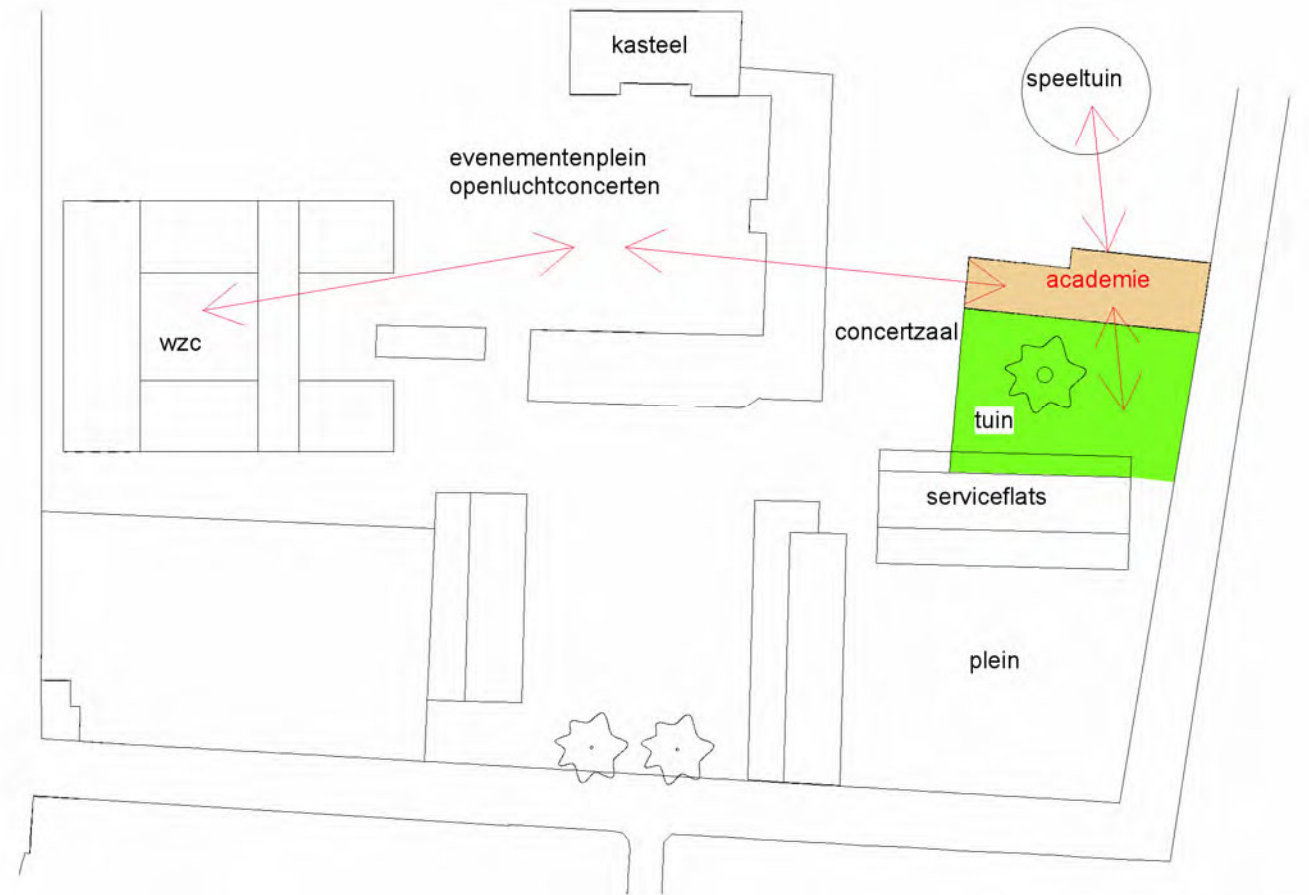 kasteel
speeltuin
evenementenplein
openluchtconcerten
academie
concertzaal
wzc
tuin
serviceflats
plein